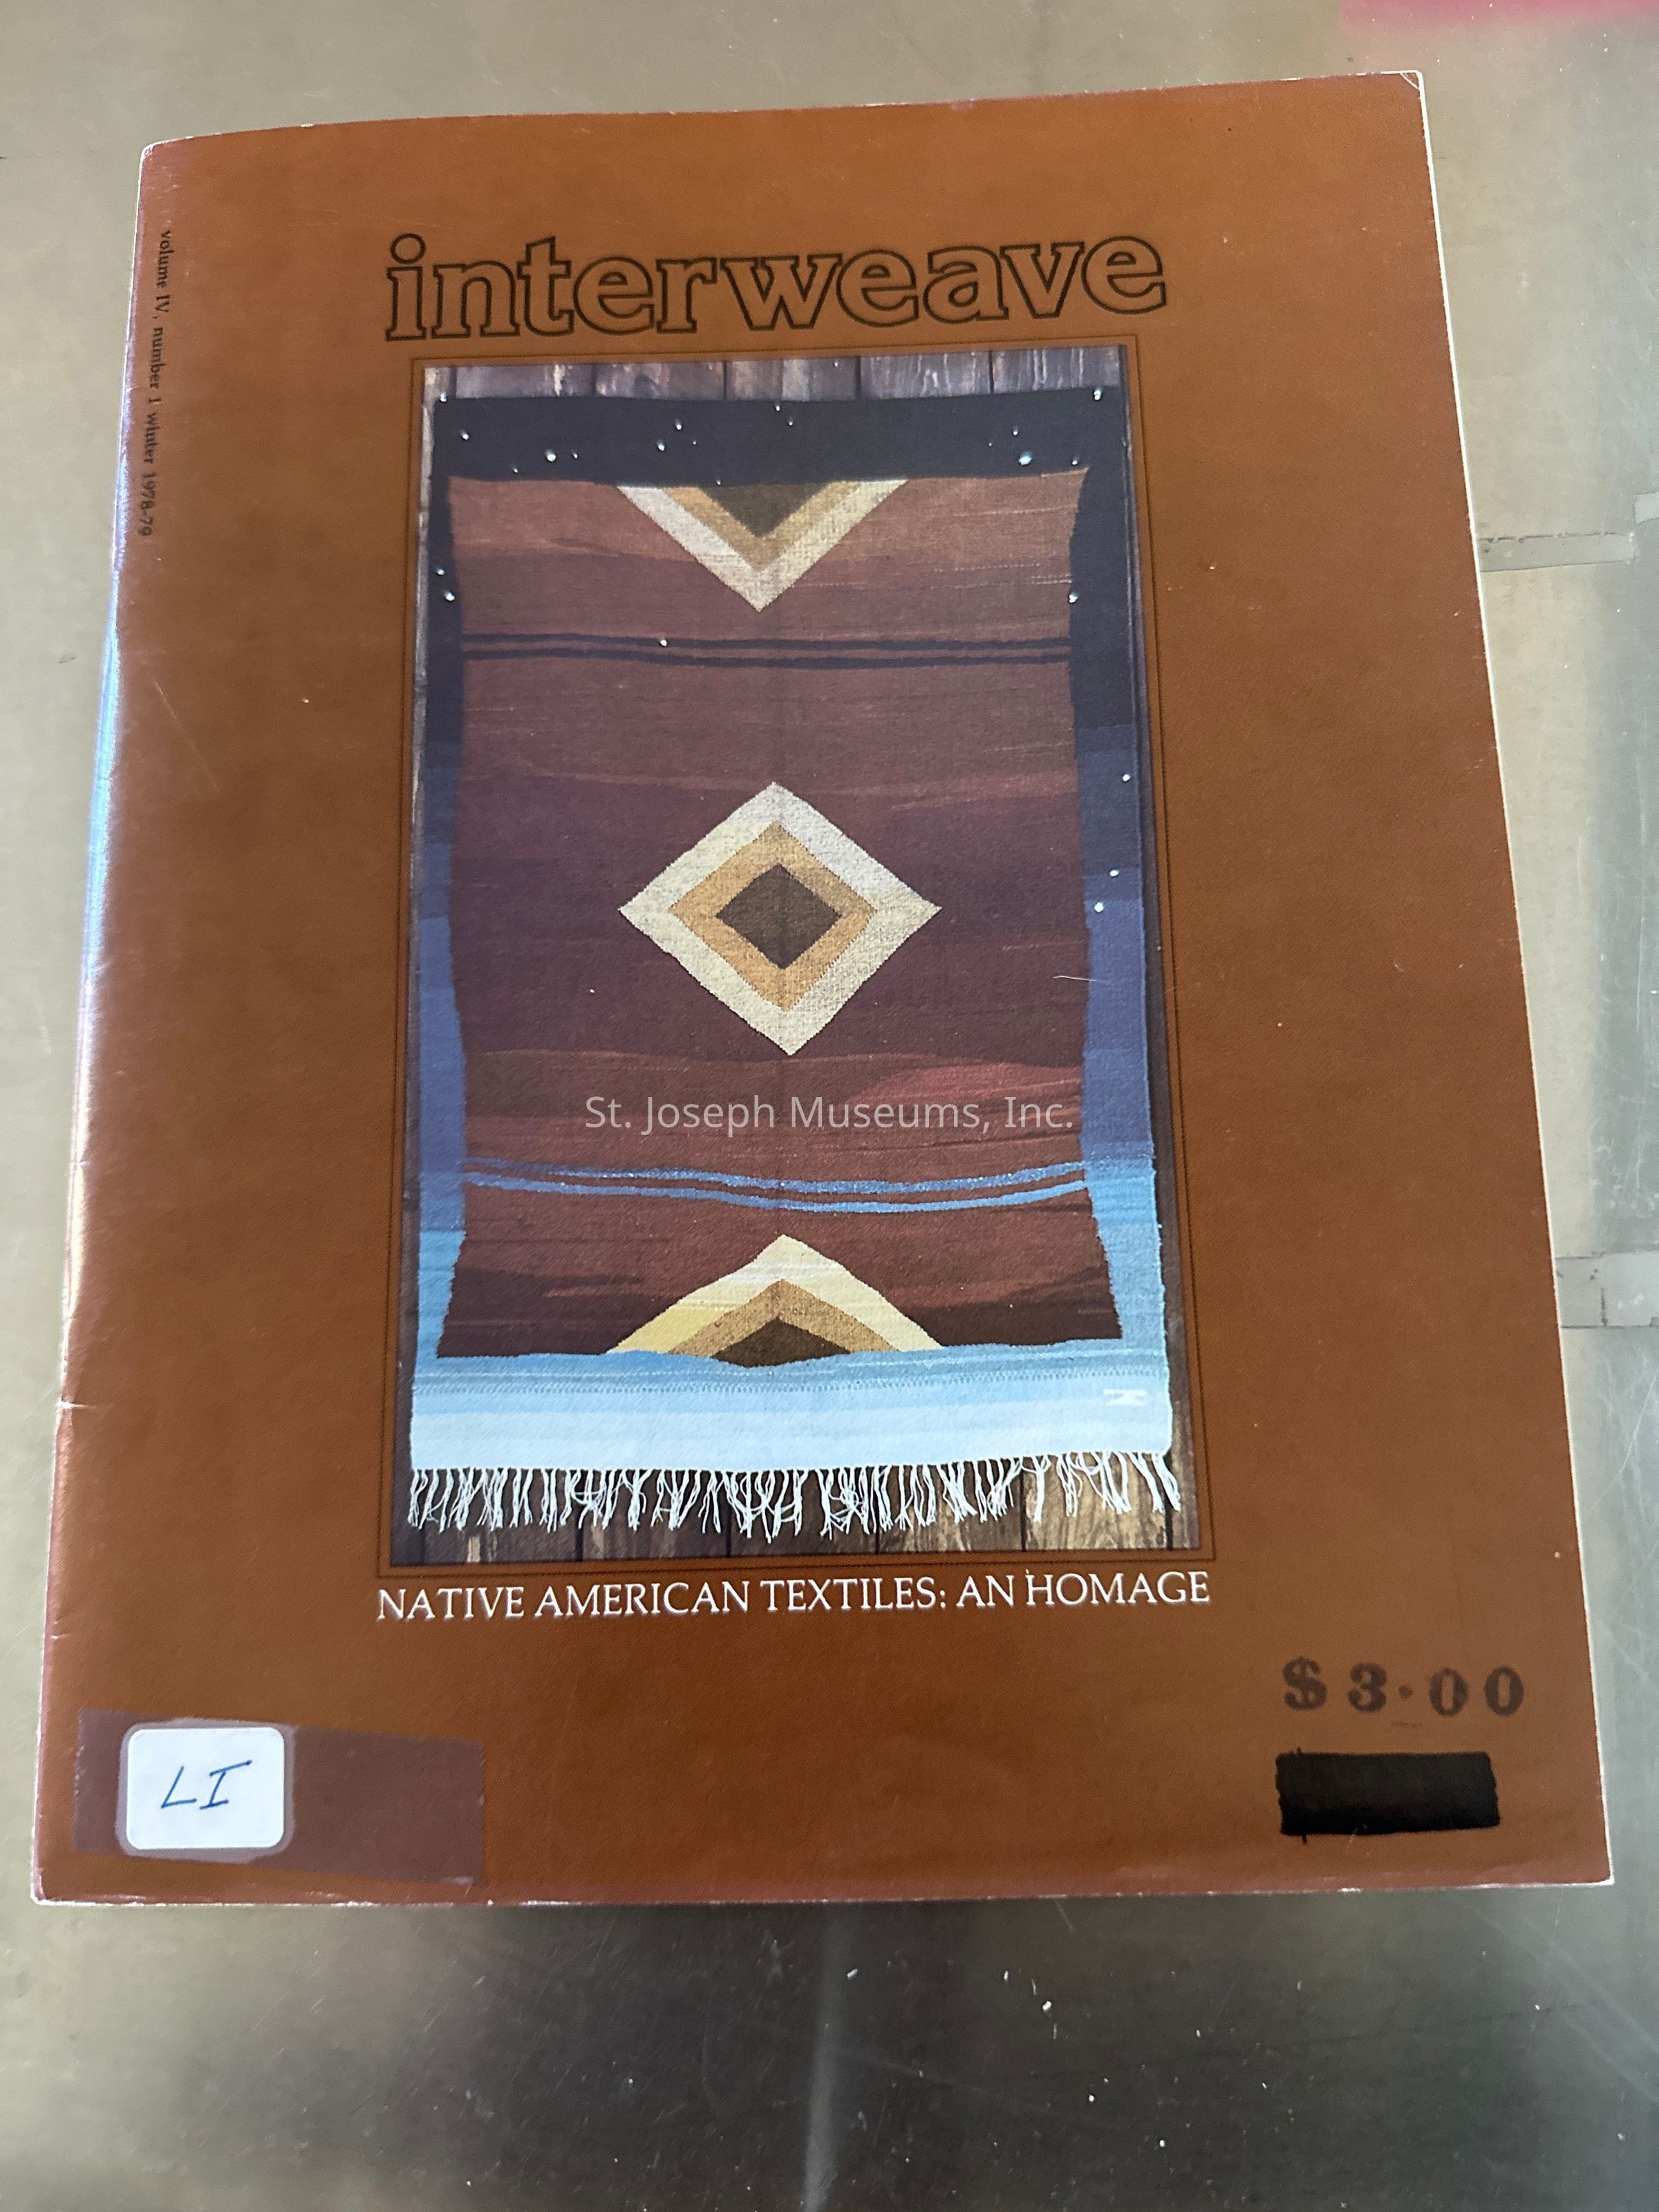 interweave
volume IV, number 1 winter 1978-79
St. Joseph Museums, Inc.
NATIVE AMERICAN TEXTILES: AN HOMAGE
$3.00
LI